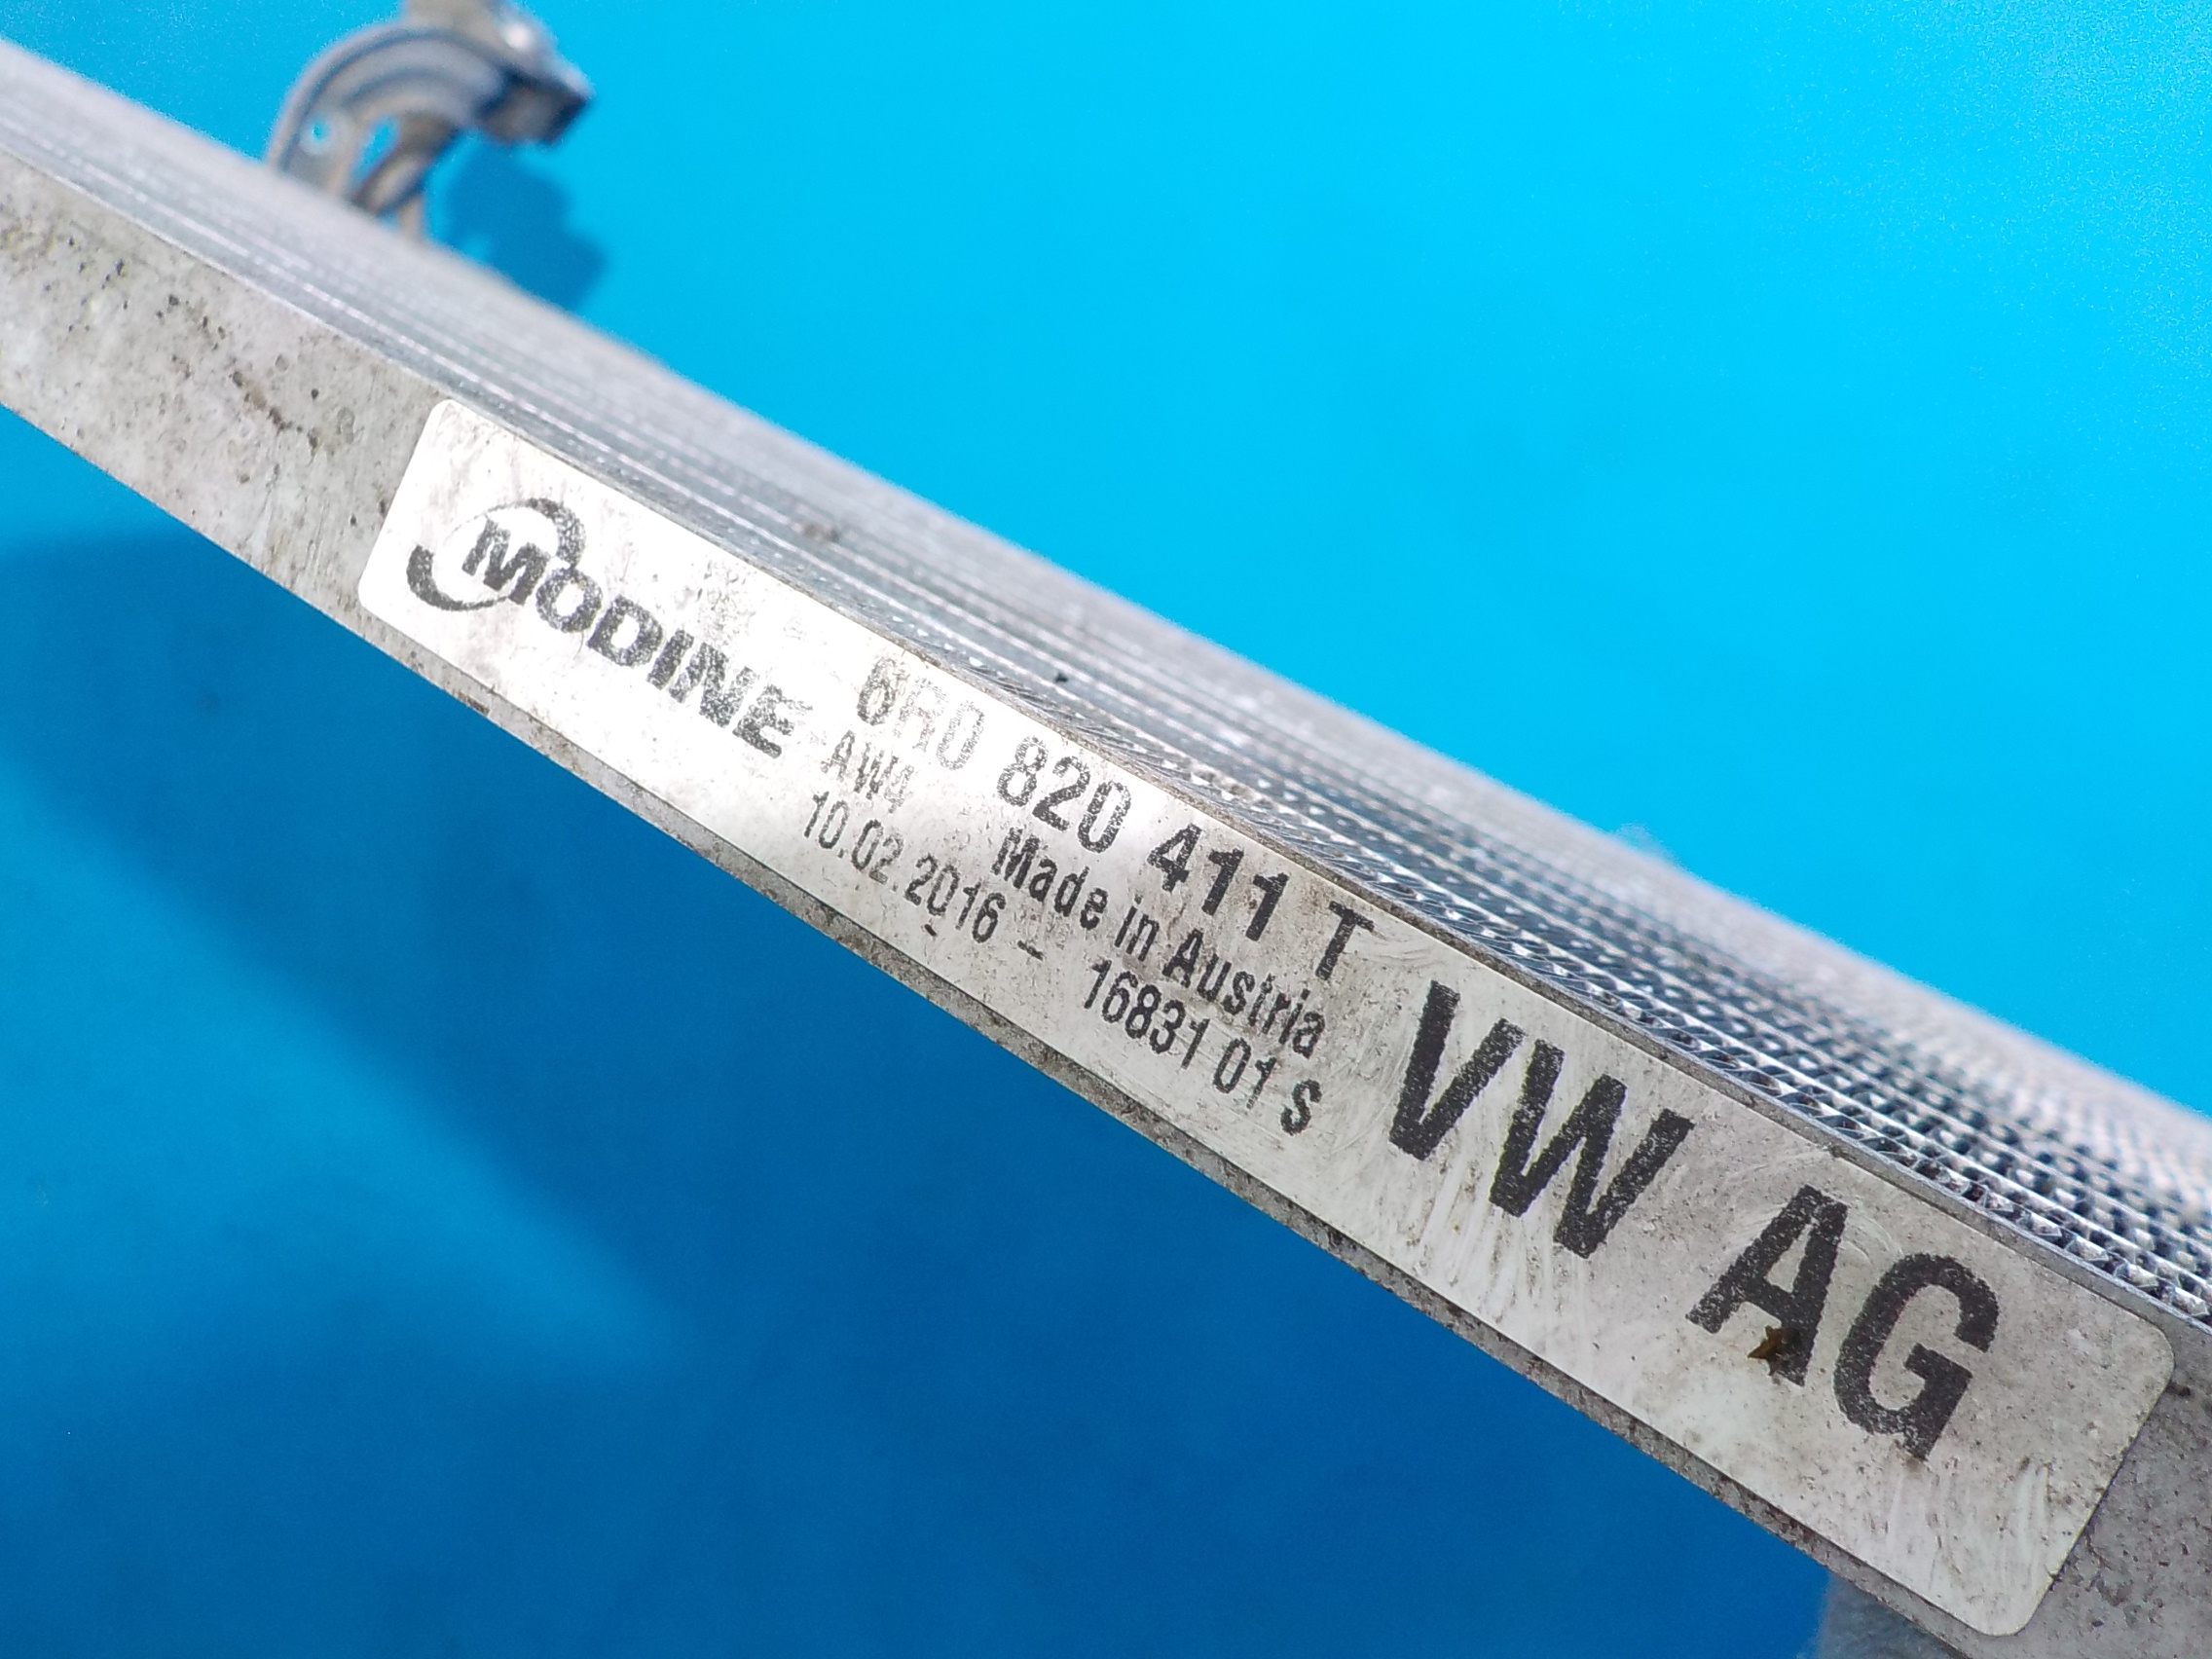 MODINE
6R0 820 411 T
AW4 Made in Austria
10.02.2016 - 16831 01 S
VW AG